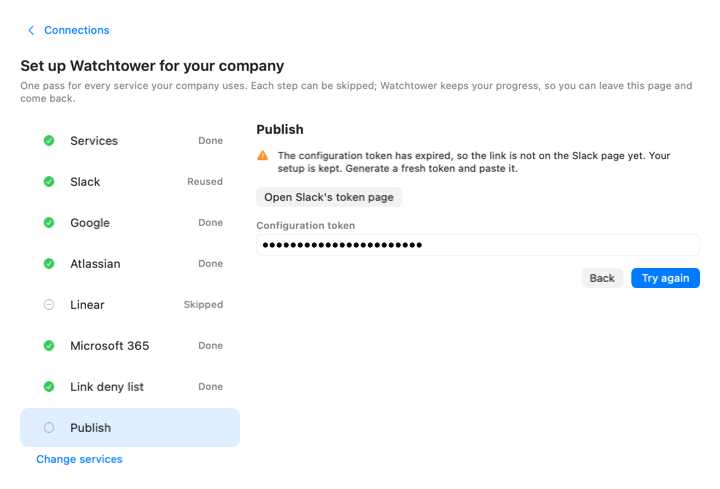 Connections
Set up Watchtower for your company
One pass for every service your company uses. Each step can be skipped; Watchtower keeps your progress, so you can leave this page and
come back.
Services Done
Slack Reused
Google Done
Atlassian Done
Linear Skipped
Microsoft 365 Done
Link deny list Done
Publish
Change services
Publish
The configuration token has expired, so the link is not on the Slack page yet. Your
setup is kept. Generate a fresh token and paste it.
Open Slack's token page
Configuration token
••••••••••••••••••••••••
Back Try again